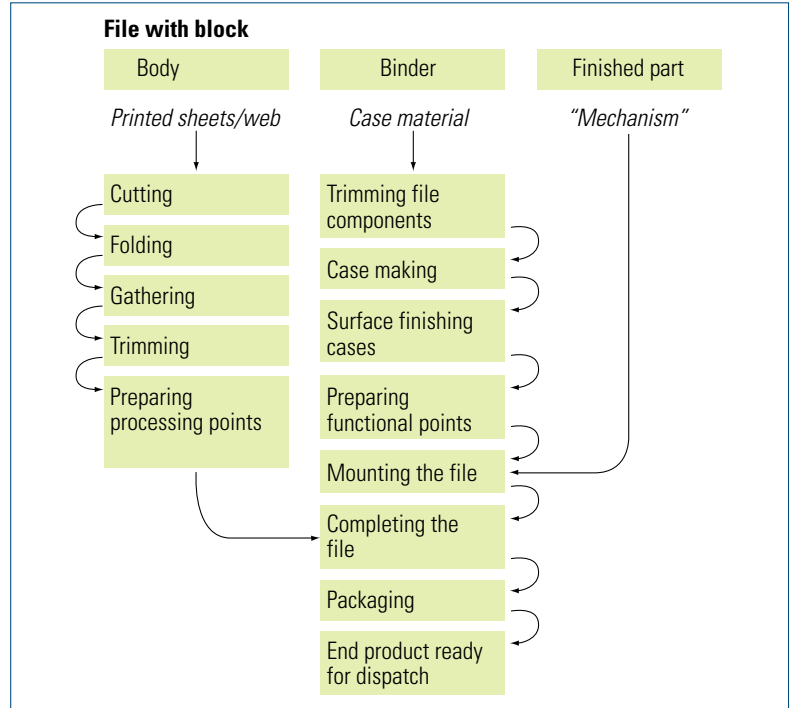 File with block
Body
Binder
Finished part
Printed sheets/web
Case material
“Mechanism”
Cutting
Folding
Gathering
Trimming
Preparing
processing points
Trimming file
components
Case making
Surface finishing
cases
Preparing
functional points
Mounting the file
Completing the
file
Packaging
End product ready
for dispatch